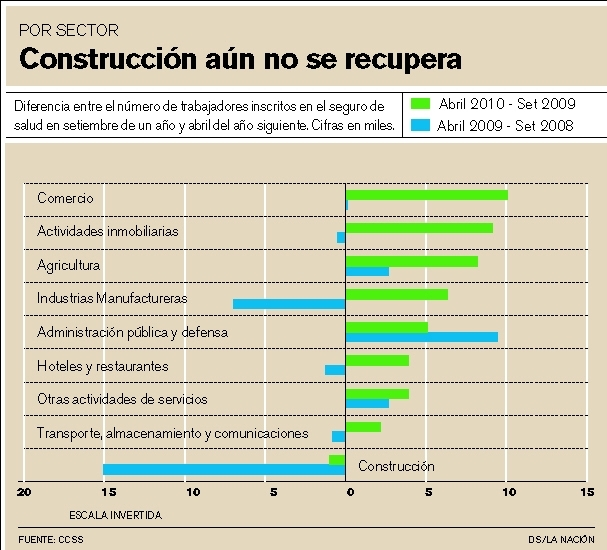 POR SECTOR
Construcción aún no se recupera
Diferencia entre el número de trabajadores inscritos en el seguro de
salud en setiembre de un año y abril del año siguiente. Cifras en miles.
Abril 2010 - Set 2009
Abril 2009 - Set 2008
Comercio
Actividades inmobiliarias
Agricultura
Industrias Manufactureras
Administración pública y defensa
Hoteles y restaurantes
Otras actividades de servicios
Transporte, almacenamiento y comunicaciones
Construcción
20 15 10 5 0 5 10 15
ESCALA INVERTIDA
FUENTE: CCSS DS/LA NACIÓN